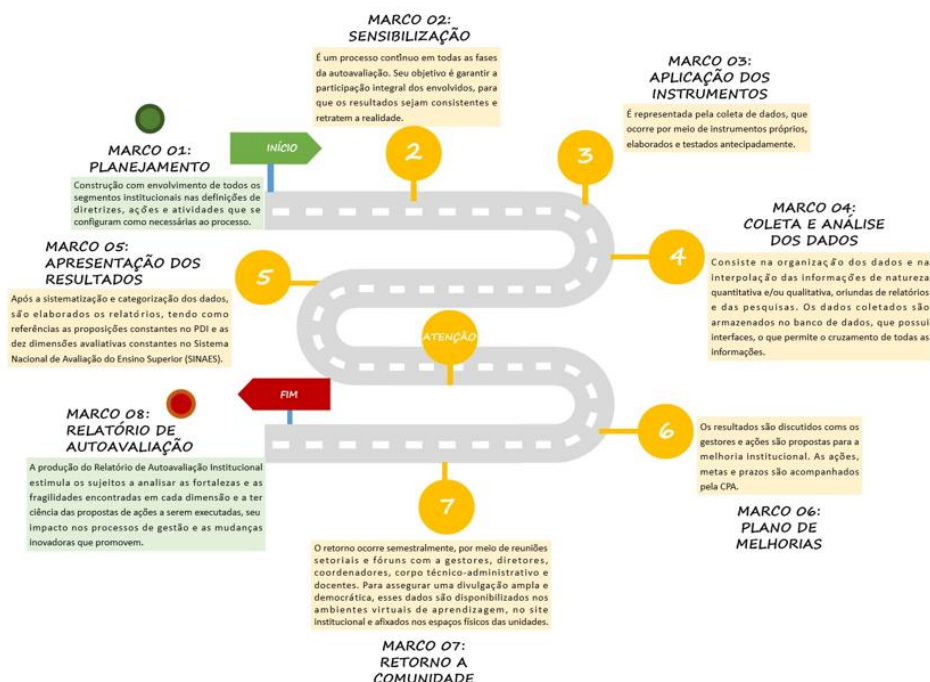 MARCO 01:
PLANEJAMENTO
Construção com envolvimento de todos os
segmentos institucionais nas definições de
diretrizes, ações e atividades que se
configuram como necessárias ao processo.
INÍCIO
MARCO 02:
SENSIBILIZAÇÃO
É um processo contínuo em todas as fases
da autoavaliação. Seu objetivo é garantir a
participação integral dos envolvidos, para
que os resultados sejam consistentes e
retratem a realidade.
2
MARCO 03:
APLICAÇÃO DOS
INSTRUMENTOS
É representada pela coleta de dados, que
ocorre por meio de instrumentos próprios,
elaborados e testados antecipadamente.
3
MARCO 04:
COLETA E ANÁLISE
DOS DADOS
Consiste na organização dos dados e na
interpolação das informações de natureza
quantitativa e/ou qualitativa, oriundas de relatórios
e das pesquisas. Os dados coletados são
armazenados no banco de dados, que possui
interfaces, o que permite o cruzamento de todas as
informações.
4
MARCO 05:
APRESENTAÇÃO DOS
RESULTADOS
Após a sistematização e categorização dos dados,
são elaborados os relatórios, tendo como
referências as proposições constantes no PDI e as
dez dimensões avaliativas constantes no Sistema
Nacional de Avaliação do Ensino Superior (SINAES).
5
ATENÇÃO
6
Os resultados são discutidos coms os
gestores e ações são propostas para a
melhoria institucional. As ações,
metas e prazos são acompanhados
pela CPA.
MARCO 06:
PLANO DE
MELHORIAS
7
O retorno ocorre semestralmente, por meio de reuniões
setoriais e fóruns com a gestores, diretores,
coordenadores, corpo técnico-administrativo e
docentes. Para assegurar uma divulgação ampla e
democrática, esses dados são disponibilizados nos
ambientes virtuais de aprendizagem, no site
institucional e afixados nos espaços físicos das unidades.
MARCO 07:
RETORNO A
COMUNIDADE
FIM
MARCO 08:
RELATÓRIO DE
AUTOAVALIAÇÃO
A produção do Relatório de Autoavaliação Institucional
estimula os sujeitos a analisar as fortalezas e as
fragilidades encontradas em cada dimensão e a ter
ciência das propostas de ações a serem executadas, seu
impacto nos processos de gestão e as mudanças
inovadoras que promovem.